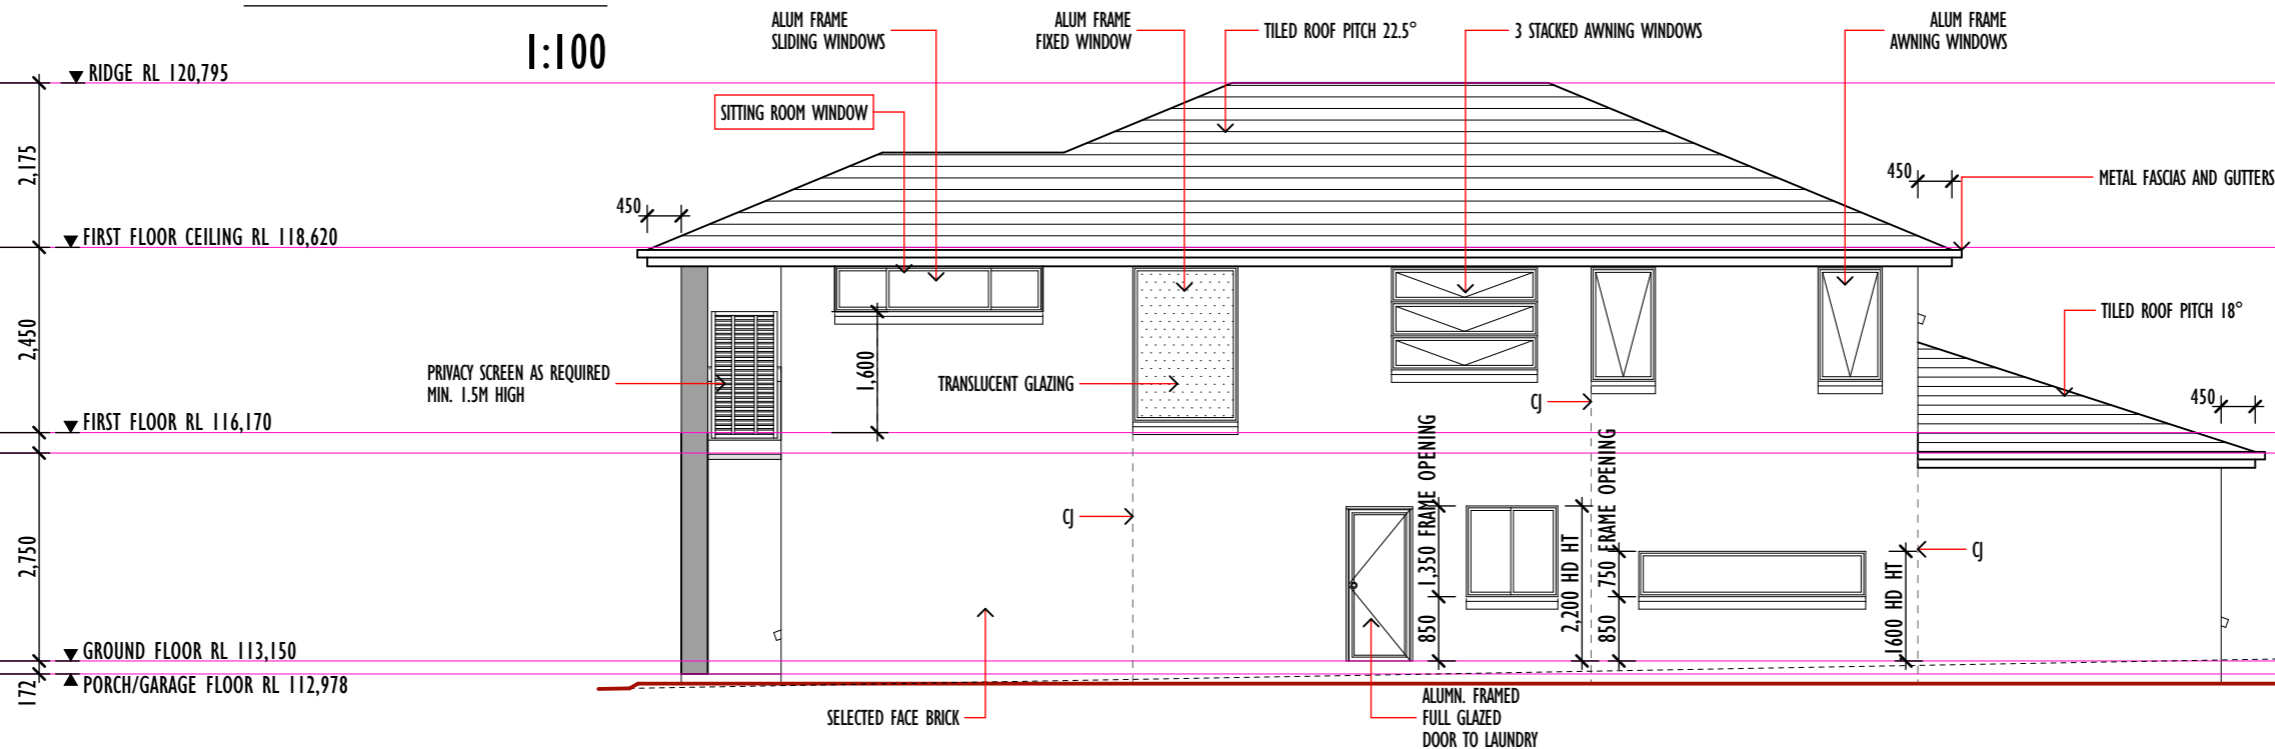 1:100
ALUM FRAME
SLIDING WINDOWS
ALUM FRAME
FIXED WINDOW
TILED ROOF PITCH 22.5°
3 STACKED AWNING WINDOWS
ALUM FRAME
AWNING WINDOWS
RIDGE RL 120,795
SITTING ROOM WINDOW
2,175
450
METAL FASCIAS AND GUTTERS
450
FIRST FLOOR CEILING RL 118,620
TILED ROOF PITCH 18°
2,450
1,600
PRIVACY SCREEN AS REQUIRED
MIN. 1.5M HIGH
TRANSLUCENT GLAZING
CJ
450
FIRST FLOOR RL 116,170
1,350 FRAME OPENING
750 FRAME OPENING
CJ
CJ
2,750
850
2,200 HD HT
850
1600 HD HT
GROUND FLOOR RL 113,150
172
PORCH/GARAGE FLOOR RL 112,978
SELECTED FACE BRICK
ALUMN. FRAMED
FULL GLAZED
DOOR TO LAUNDRY